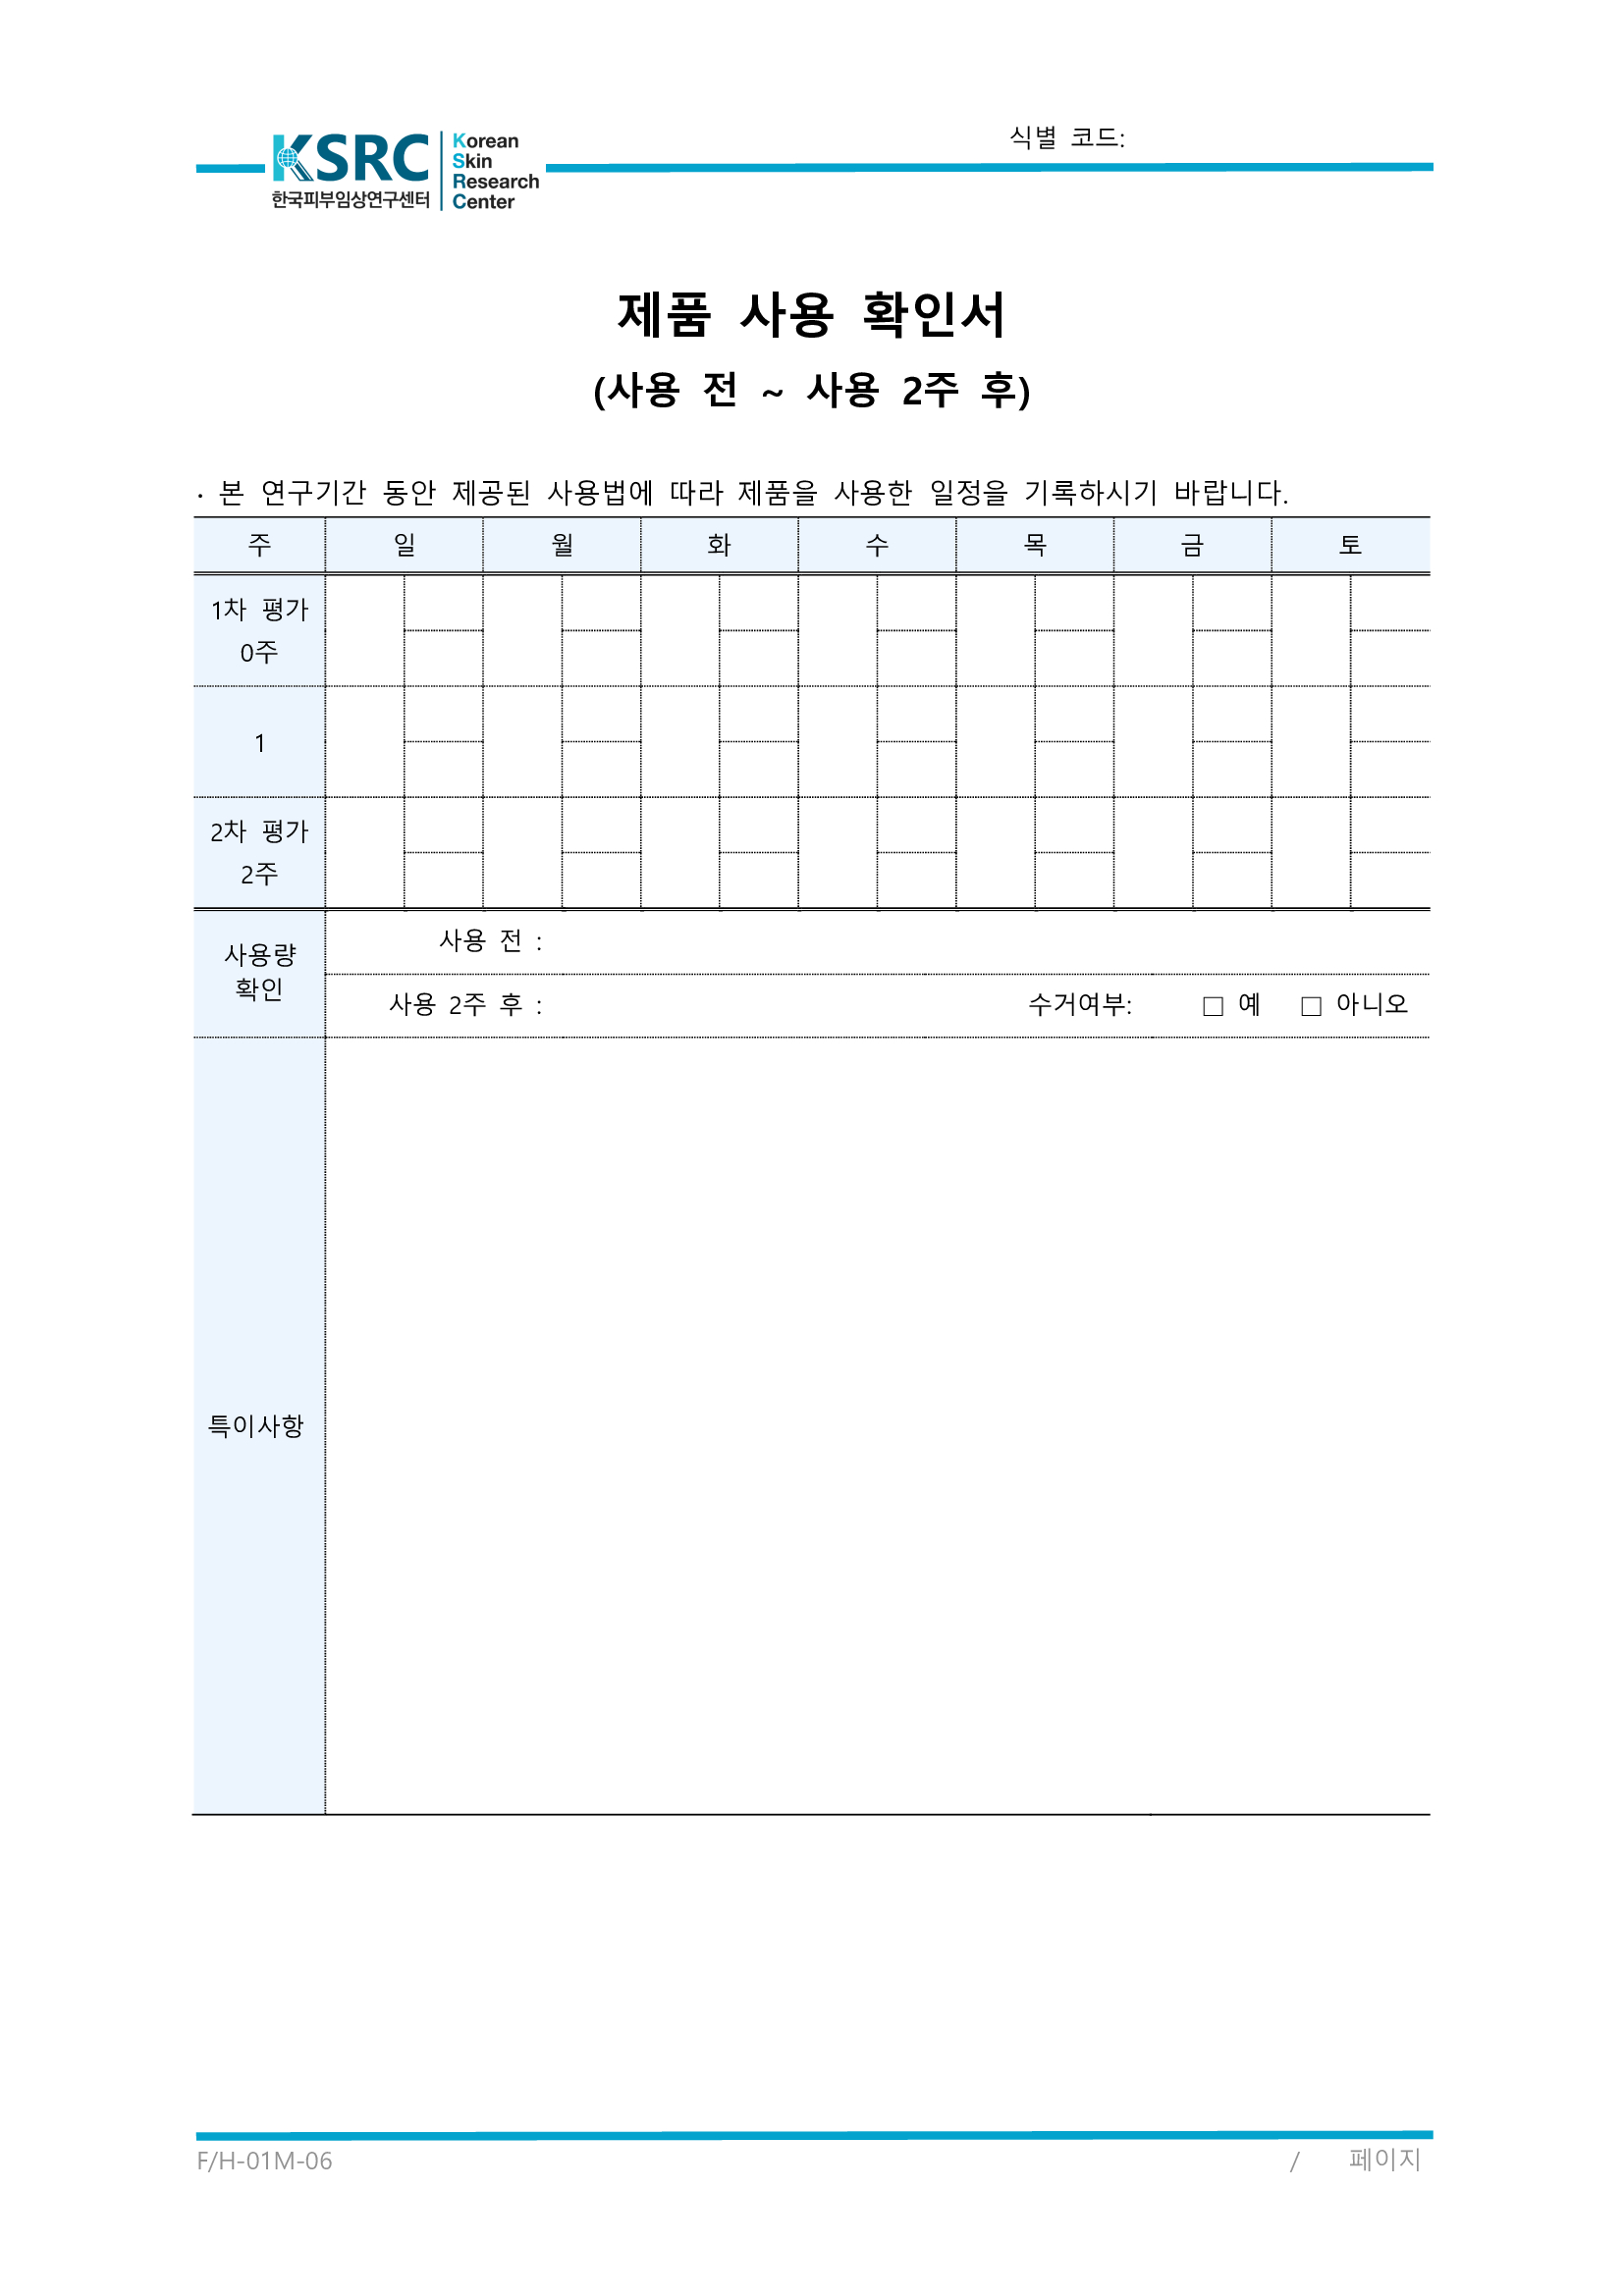 식별 코드:
KSRC
한국피부임상연구센터
Korean
Skin
Research
Center
제품 사용 확인서
(사용 전 ~ 사용 2주 후)
· 본 연구기간 동안 제공된 사용법에 따라 제품을 사용한 일정을 기록하시기 바랍니다.
주 일 월 화 수 목 금 토
1차 평가
0주
1
2차 평가
2주
사용량
확인
사용 전 :
사용 2주 후 : 수거여부: □ 예 □ 아니오
특이사항
F/H-01M-06 / 페이지